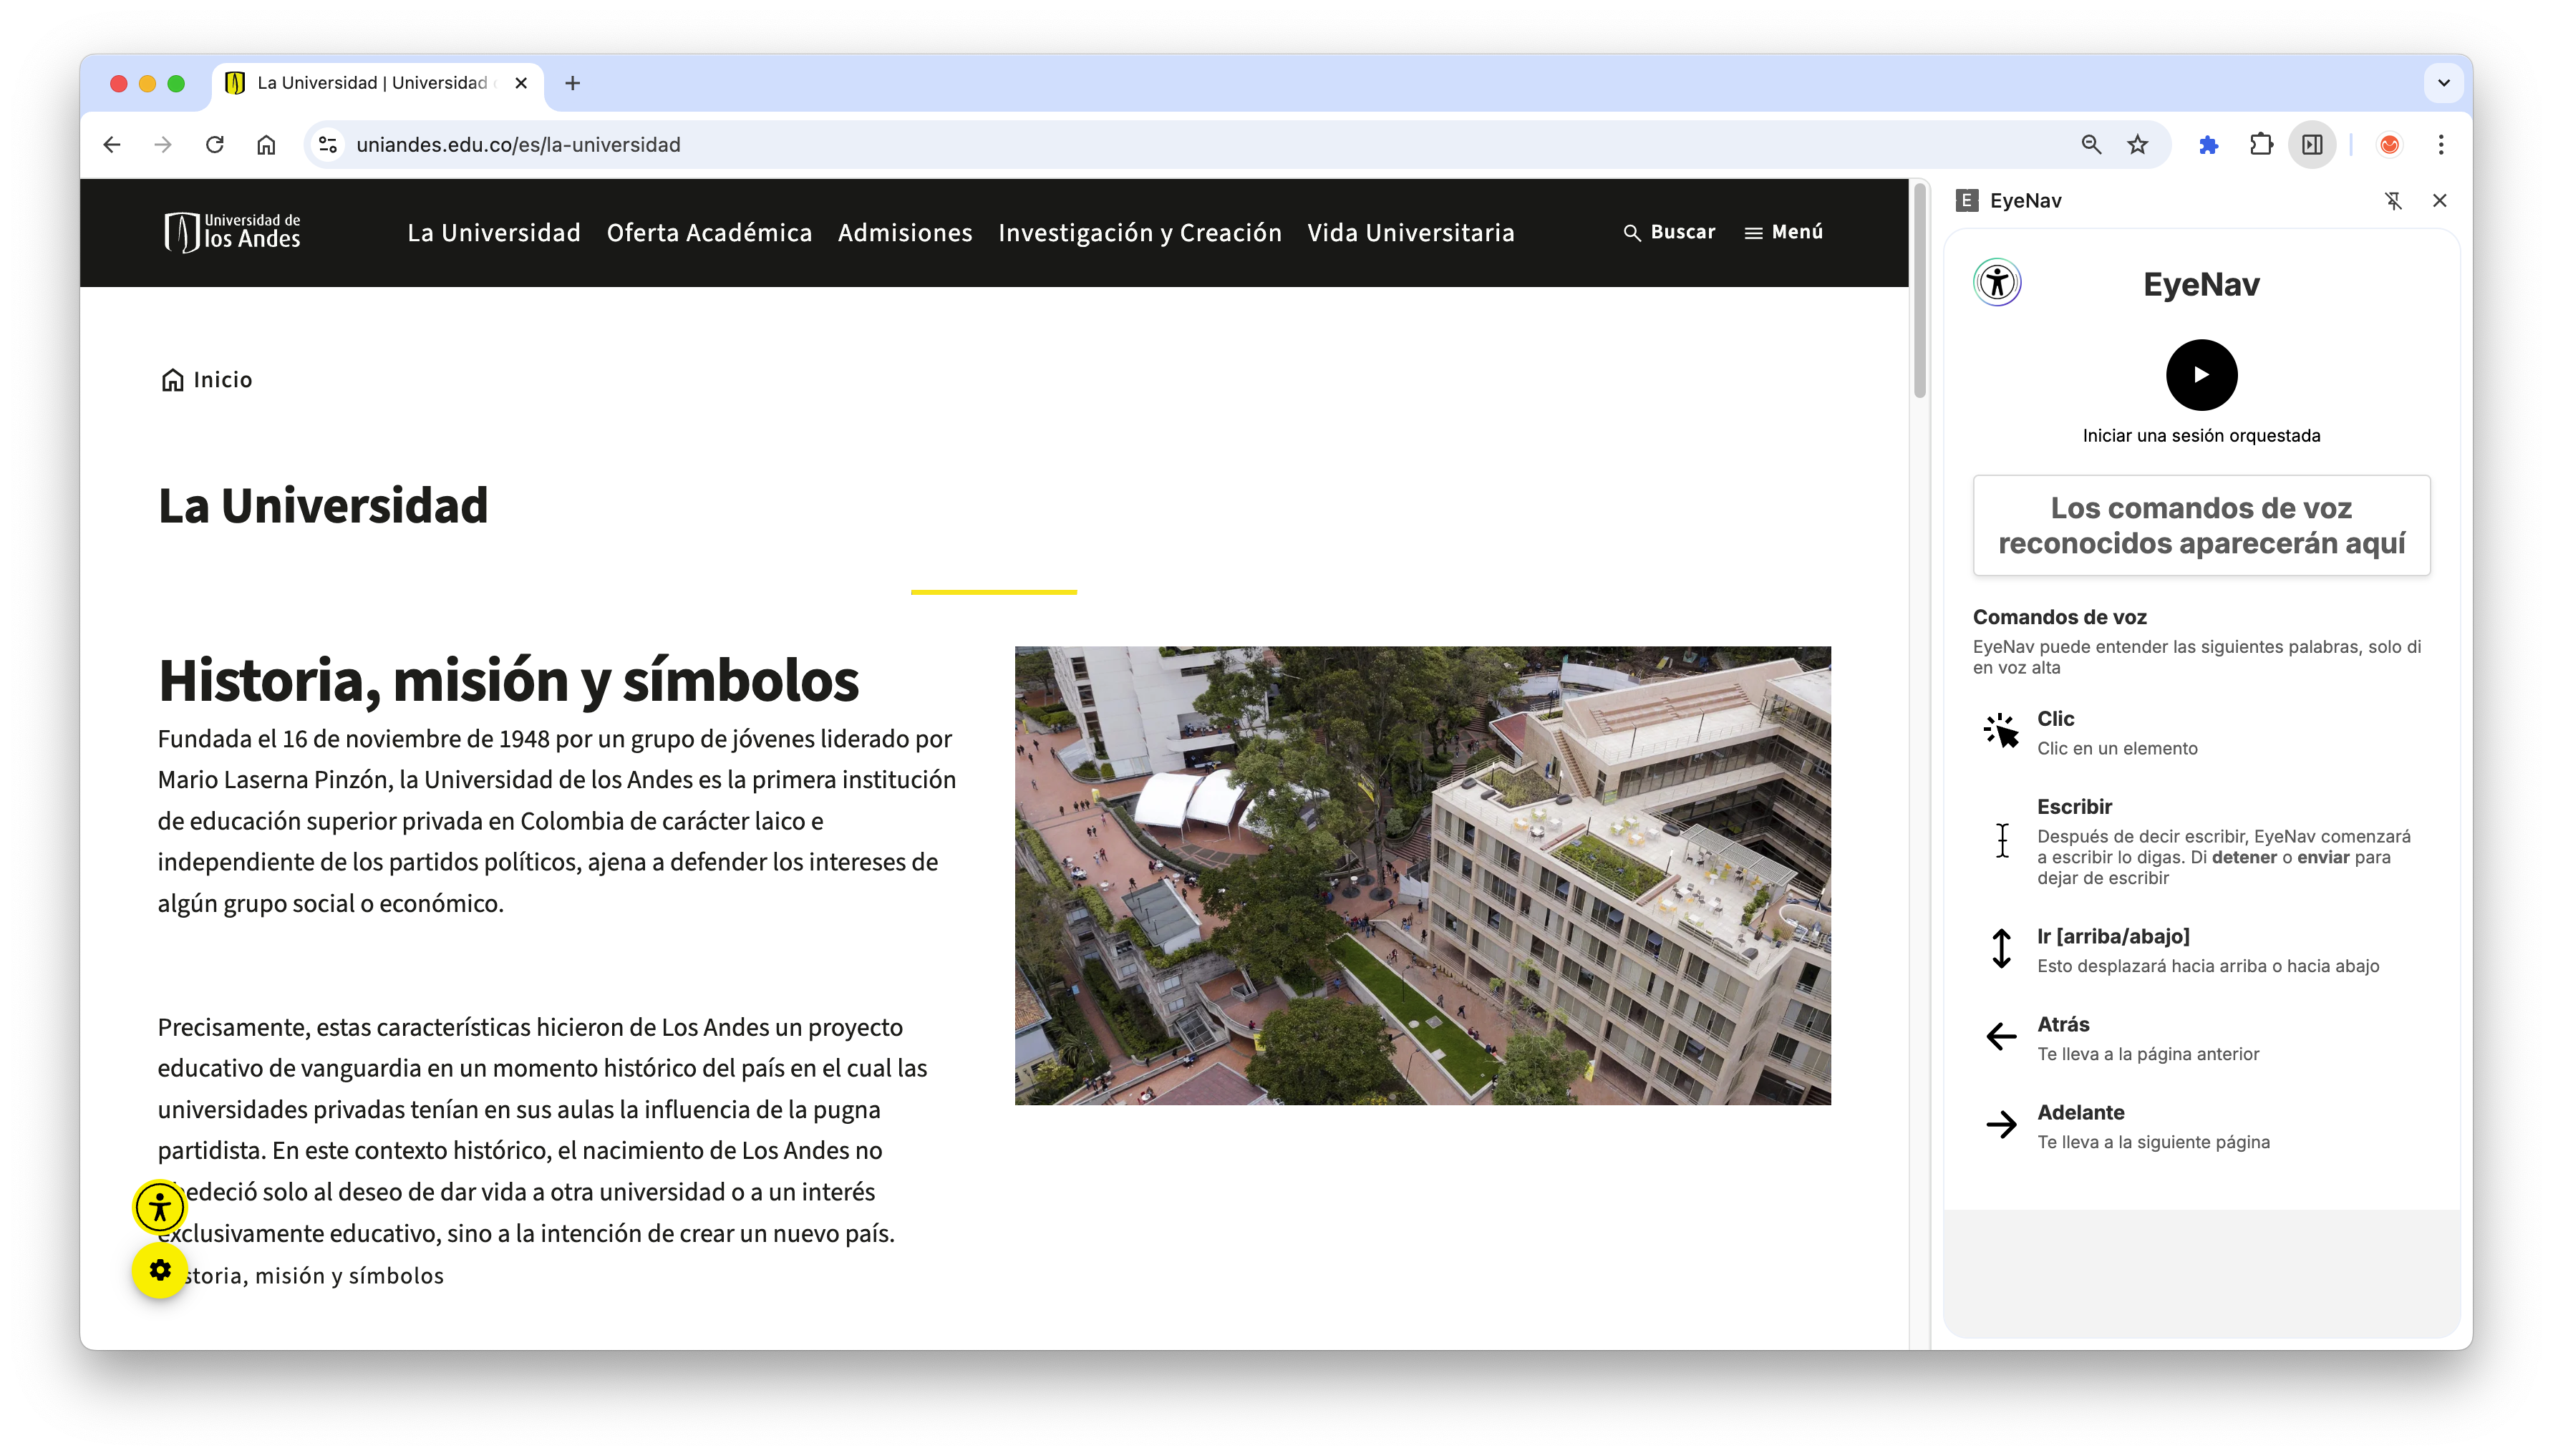 La Universidad | Universidad
uniandes.edu.co/es/la-universidad
Universidad de
los Andes
La Universidad Oferta Académica Admisiones Investigación y Creación Vida Universitaria Buscar Menú
Inicio
La Universidad
Historia, misión y símbolos
Fundada el 16 de noviembre de 1948 por un grupo de jóvenes liderado por
Mario Laserna Pinzón, la Universidad de los Andes es la primera institución
de educación superior privada en Colombia de carácter laico e
independiente de los partidos políticos, ajena a defender los intereses de
algún grupo social o económico.
Precisamente, estas características hicieron de Los Andes un proyecto
educativo de vanguardia en un momento histórico del país en el cual las
universidades privadas tenían en sus aulas la influencia de la pugna
partidista. En este contexto histórico, el nacimiento de Los Andes no
bedeció solo al deseo de dar vida a otra universidad o a un interés
exclusivamente educativo, sino a la intención de crear un nuevo país.
storia, misión y símbolos
E EyeNav
EyeNav
Iniciar una sesión orquestada
Los comandos de voz
reconocidos aparecerán aquí
Comandos de voz
EyeNav puede entender las siguientes palabras, solo di
en voz alta
Clic
Clic en un elemento
Escribir
Después de decir escribir, EyeNav comenzará
a escribir lo digas. Di detener o enviar para
dejar de escribir
Ir [arriba/abajo]
Esto desplazará hacia arriba o hacia abajo
Atrás
Te lleva a la página anterior
Adelante
Te lleva a la siguiente página